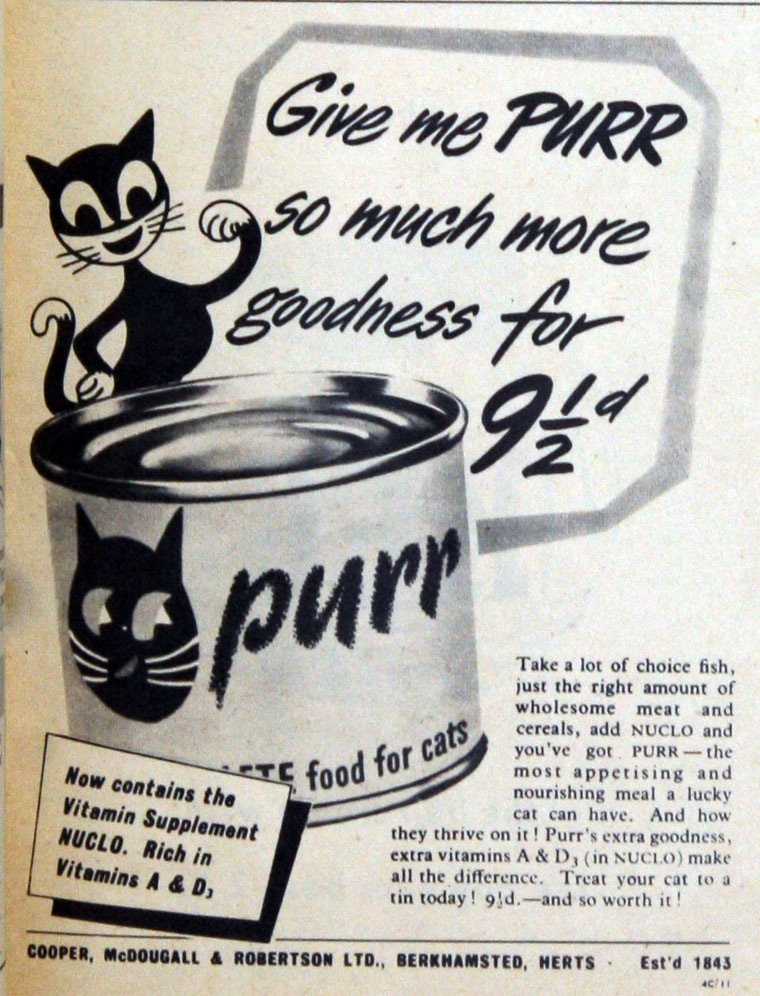 Give me PURR
so much more
goodness for
9½d
purr
food for cats
Now contains the
Vitamin Supplement
NUCLO. Rich in
Vitamins A & D₃
Take a lot of choice fish,
just the right amount of
wholesome meat and
cereals, add NUCLO and
you've got PURR — the
most appetising and
nourishing meal a lucky
cat can have. And how
they thrive on it! Purr's extra goodness,
extra vitamins A & D₃ (in NUCLO) make
all the difference. Treat your cat to a
tin today! 9½d.—and so worth it!
COOPER, McDOUGALL & ROBERTSON LTD., BERKHAMSTED, HERTS · Est'd 1843
4C/11